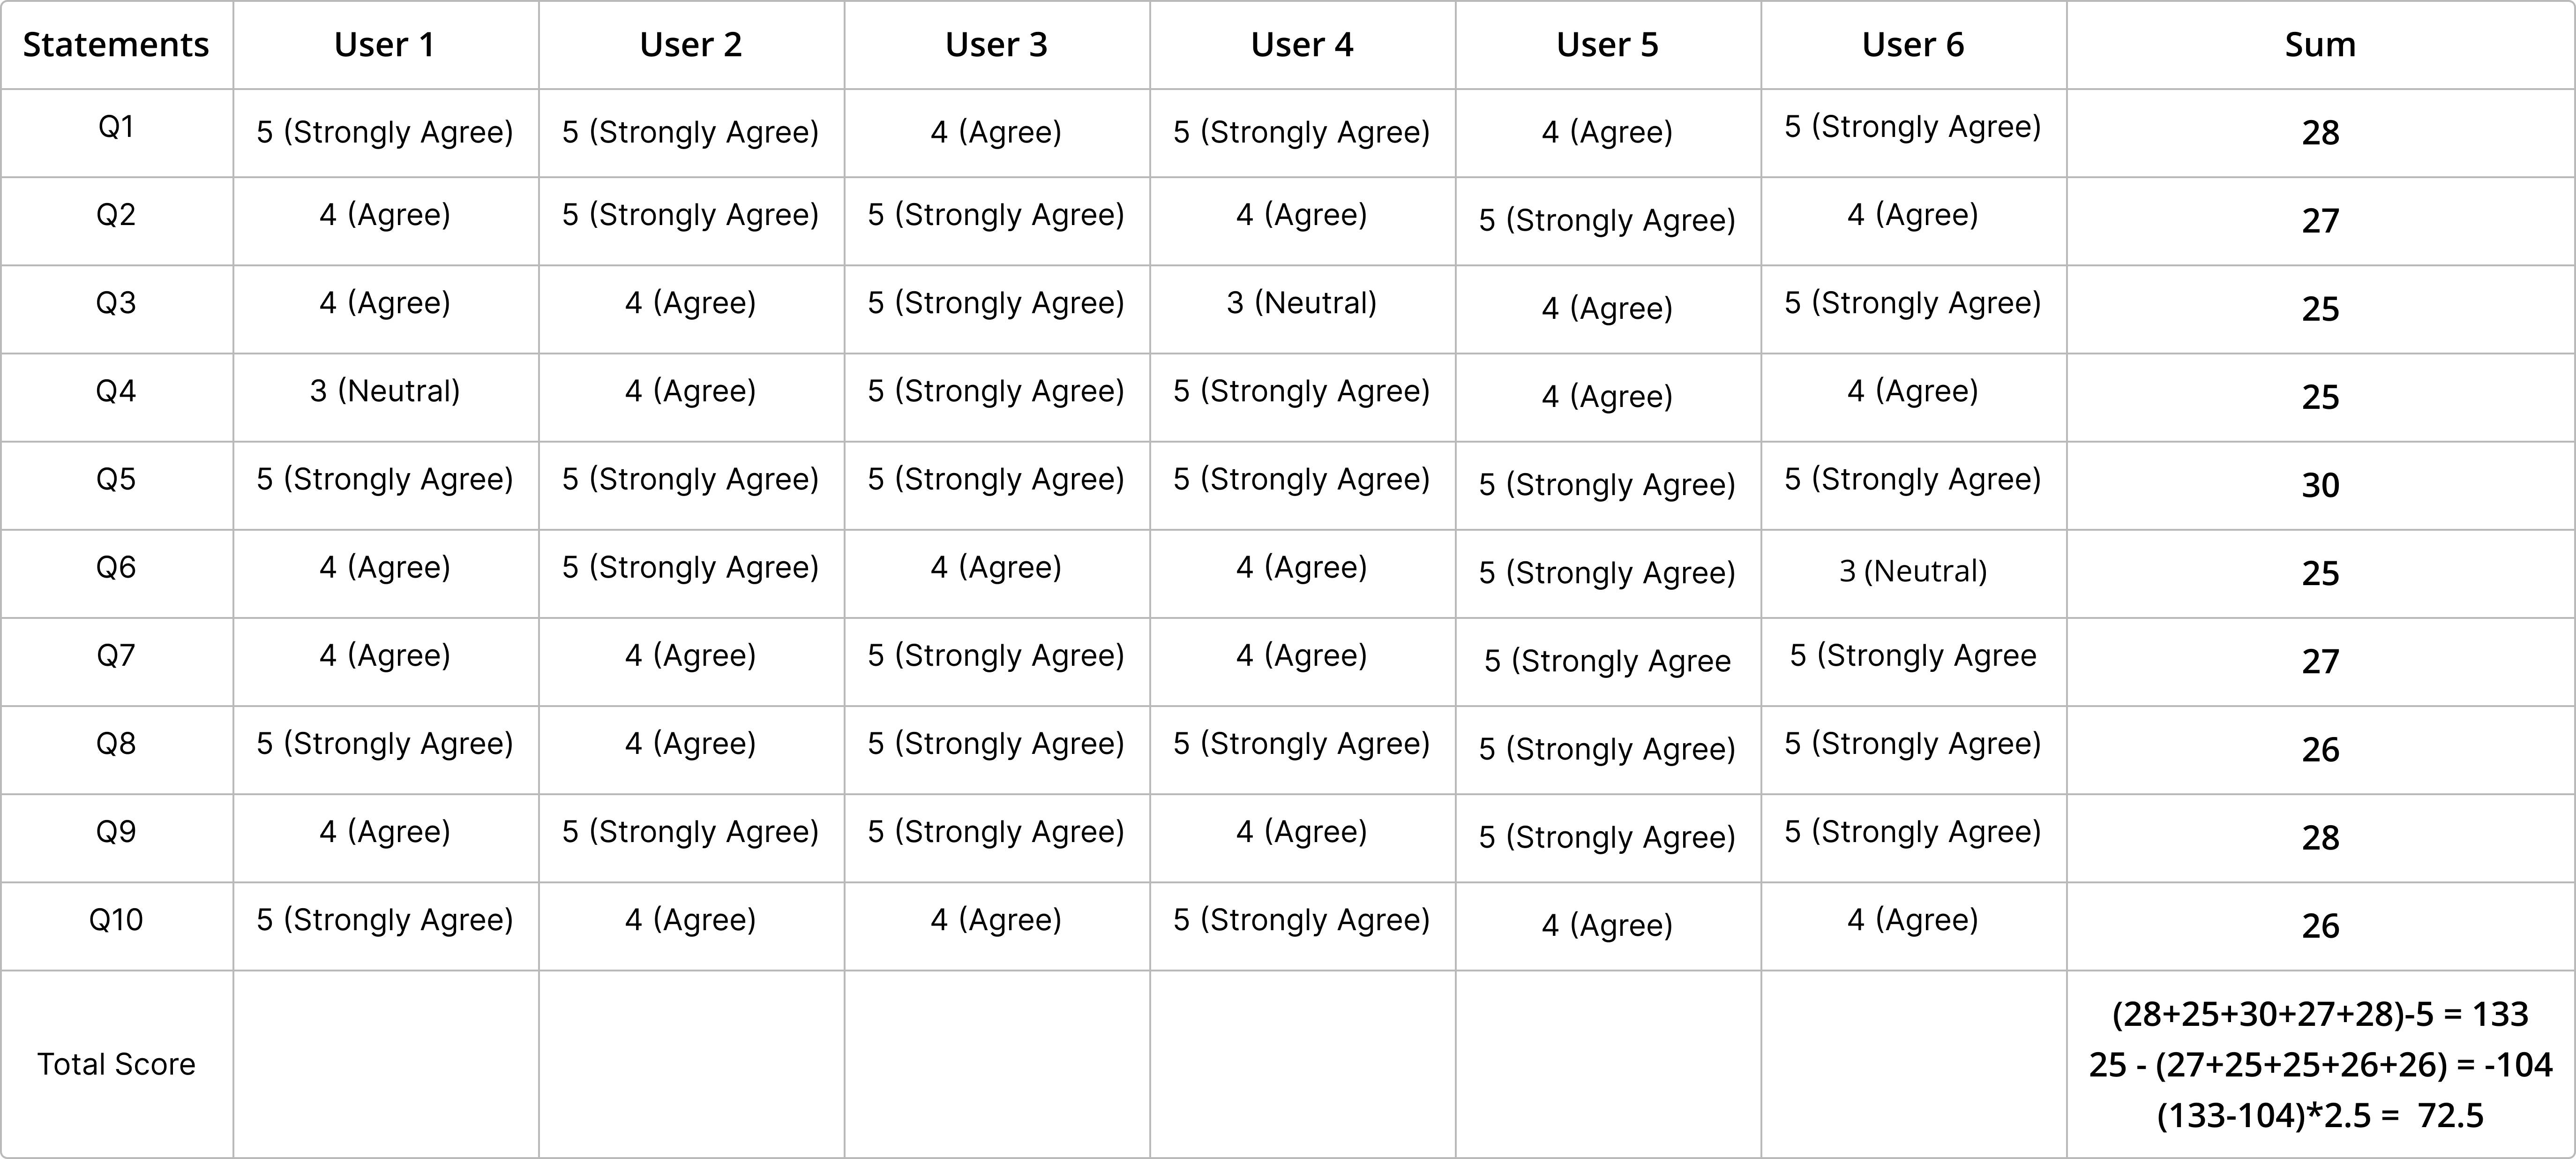 Statements User 1 User 2 User 3 User 4 User 5 User 6 Sum
Q1 5 (Strongly Agree) 5 (Strongly Agree) 4 (Agree) 5 (Strongly Agree) 4 (Agree) 5 (Strongly Agree) 28
Q2 4 (Agree) 5 (Strongly Agree) 5 (Strongly Agree) 4 (Agree) 5 (Strongly Agree) 4 (Agree) 27
Q3 4 (Agree) 4 (Agree) 5 (Strongly Agree) 3 (Neutral) 4 (Agree) 5 (Strongly Agree) 25
Q4 3 (Neutral) 4 (Agree) 5 (Strongly Agree) 5 (Strongly Agree) 4 (Agree) 4 (Agree) 25
Q5 5 (Strongly Agree) 5 (Strongly Agree) 5 (Strongly Agree) 5 (Strongly Agree) 5 (Strongly Agree) 5 (Strongly Agree) 30
Q6 4 (Agree) 5 (Strongly Agree) 4 (Agree) 4 (Agree) 5 (Strongly Agree) 3 (Neutral) 25
Q7 4 (Agree) 4 (Agree) 5 (Strongly Agree) 4 (Agree) 5 (Strongly Agree 5 (Strongly Agree 27
Q8 5 (Strongly Agree) 4 (Agree) 5 (Strongly Agree) 5 (Strongly Agree) 5 (Strongly Agree) 5 (Strongly Agree) 26
Q9 4 (Agree) 5 (Strongly Agree) 5 (Strongly Agree) 4 (Agree) 5 (Strongly Agree) 5 (Strongly Agree) 28
Q10 5 (Strongly Agree) 4 (Agree) 4 (Agree) 5 (Strongly Agree) 4 (Agree) 4 (Agree) 26
Total Score
(28+25+30+27+28)-5 = 133
25 - (27+25+25+26+26) = -104
(133-104)*2.5 = 72.5